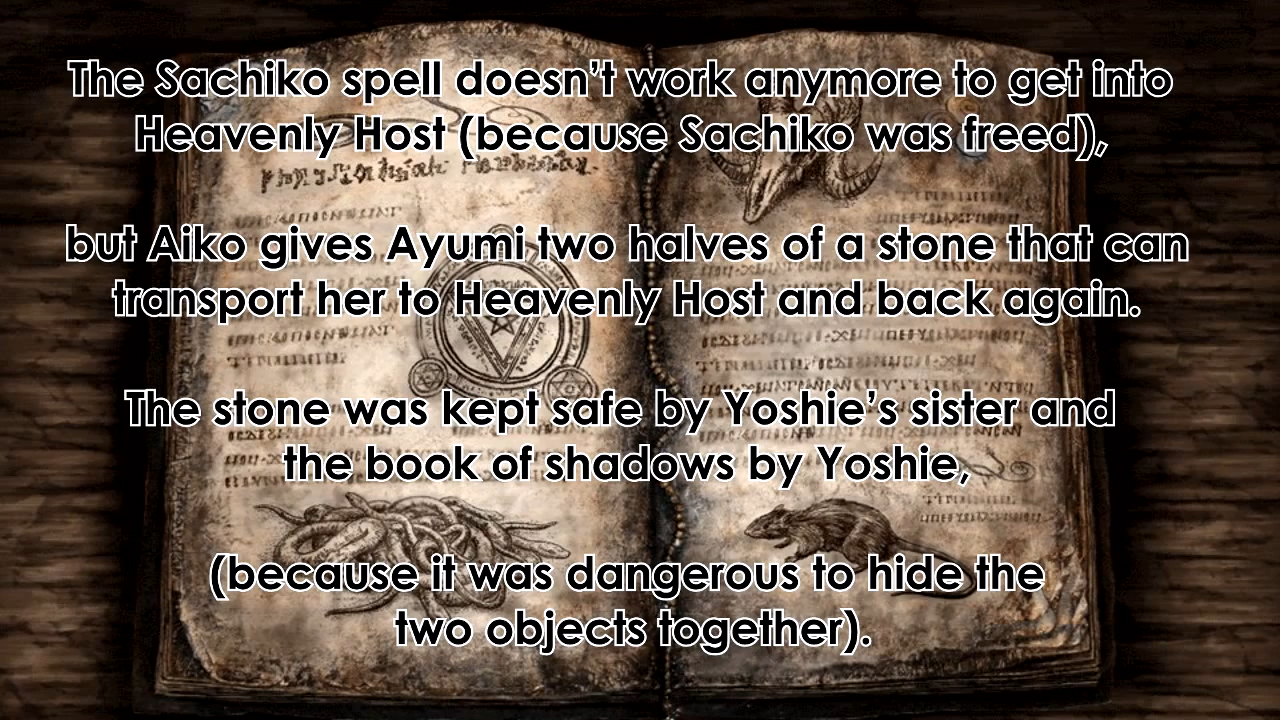 The Sachiko spell doesn't work anymore to get into
Heavenly Host (because Sachiko was freed),
but Aiko gives Ayumi two halves of a stone that can
transport her to Heavenly Host and back again.
The stone was kept safe by Yoshie's sister and
the book of shadows by Yoshie,
(because it was dangerous to hide the
two objects together).